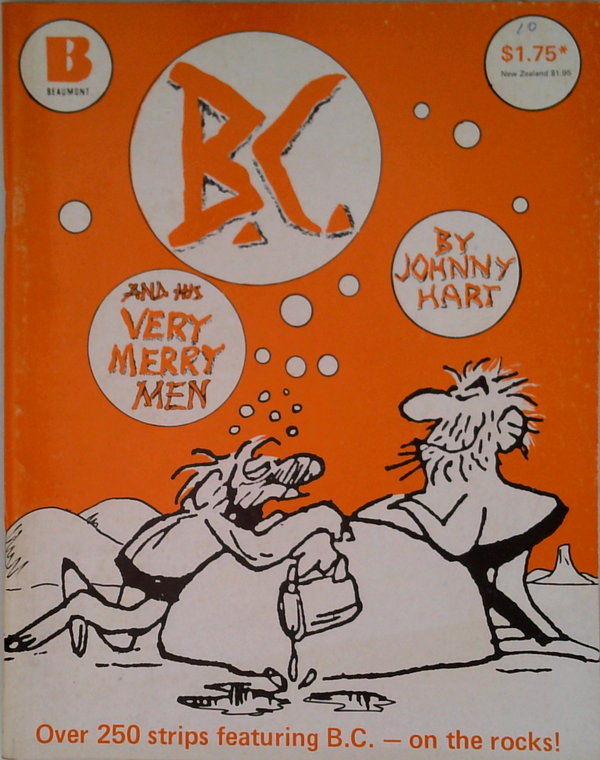 B
BEAUMONT
10
$1.75*
New Zealand $1.95
B.C.
BY
JOHNNY
HART
AND HIS
VERY
MERRY
MEN
Over 250 strips featuring B.C. — on the rocks!